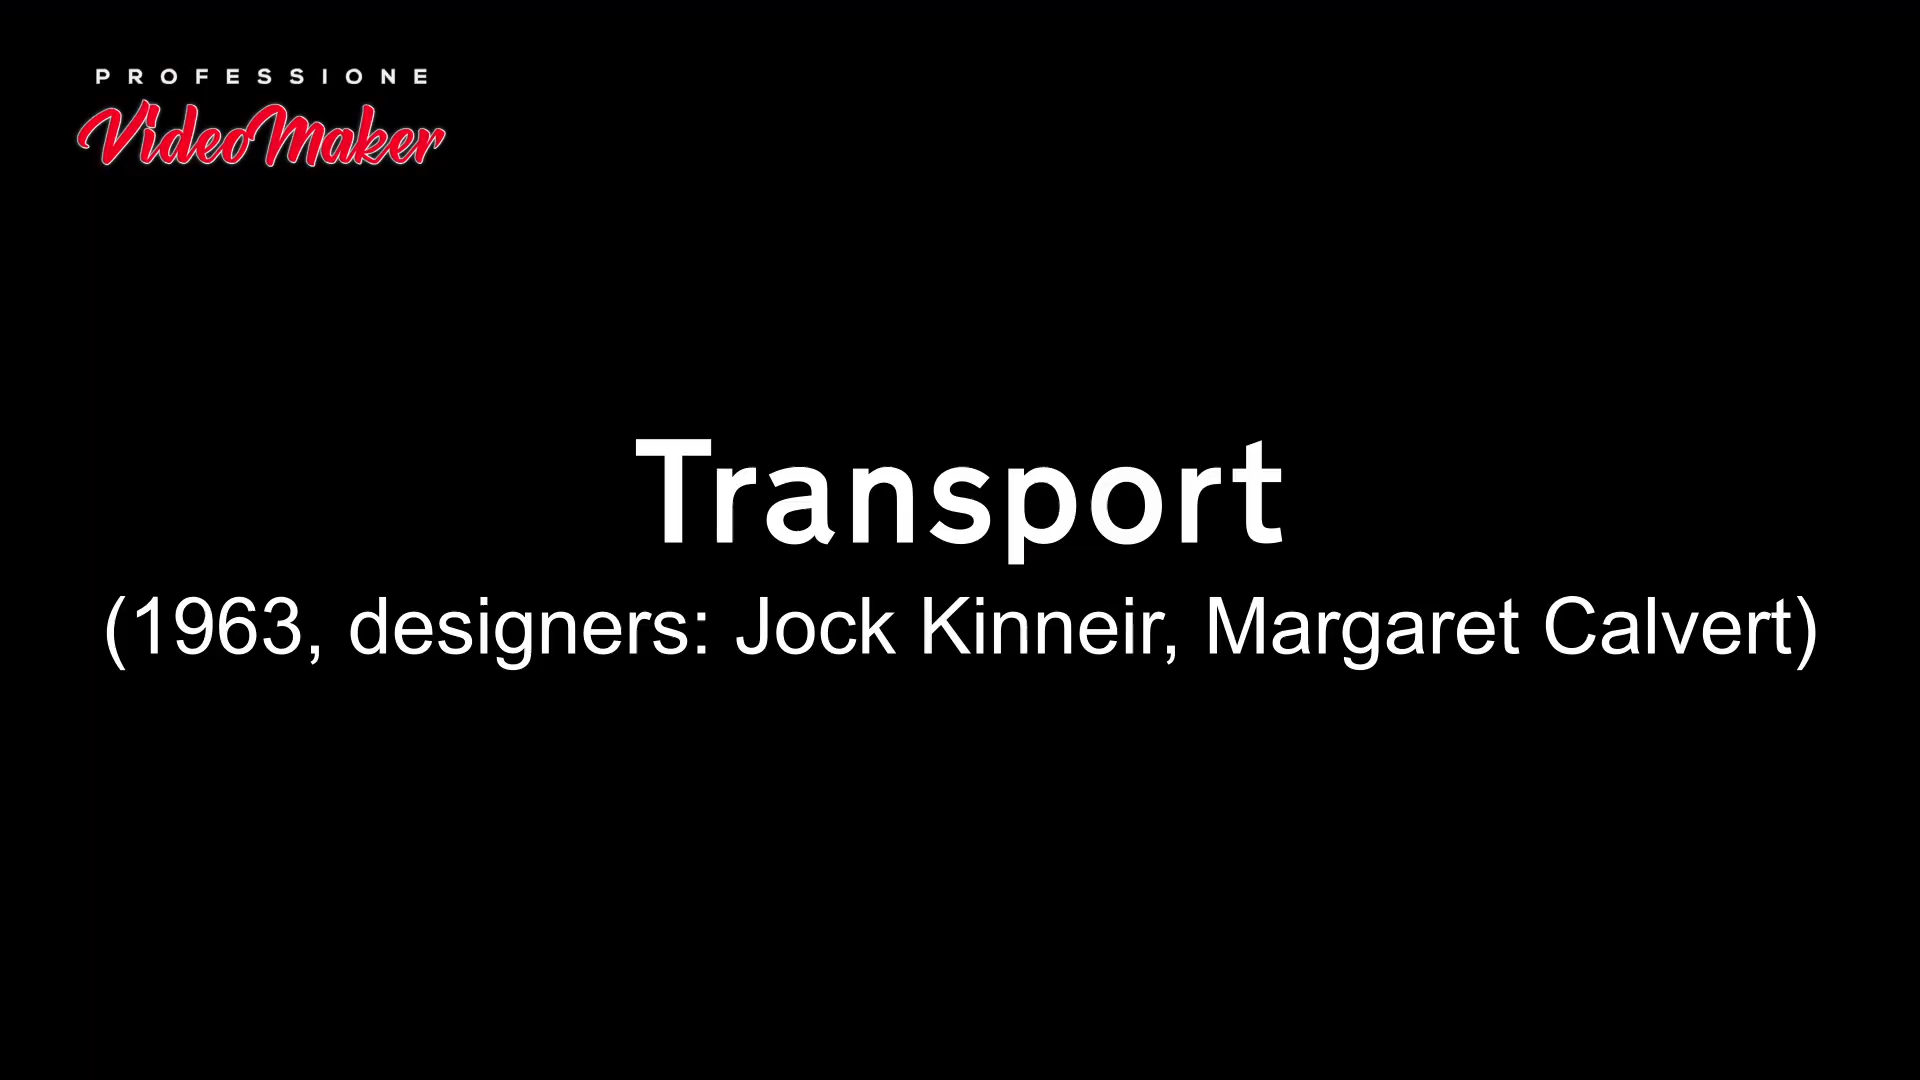 PROFESSIONE
VideoMaker
Transport
(1963, designers: Jock Kinneir, Margaret Calvert)